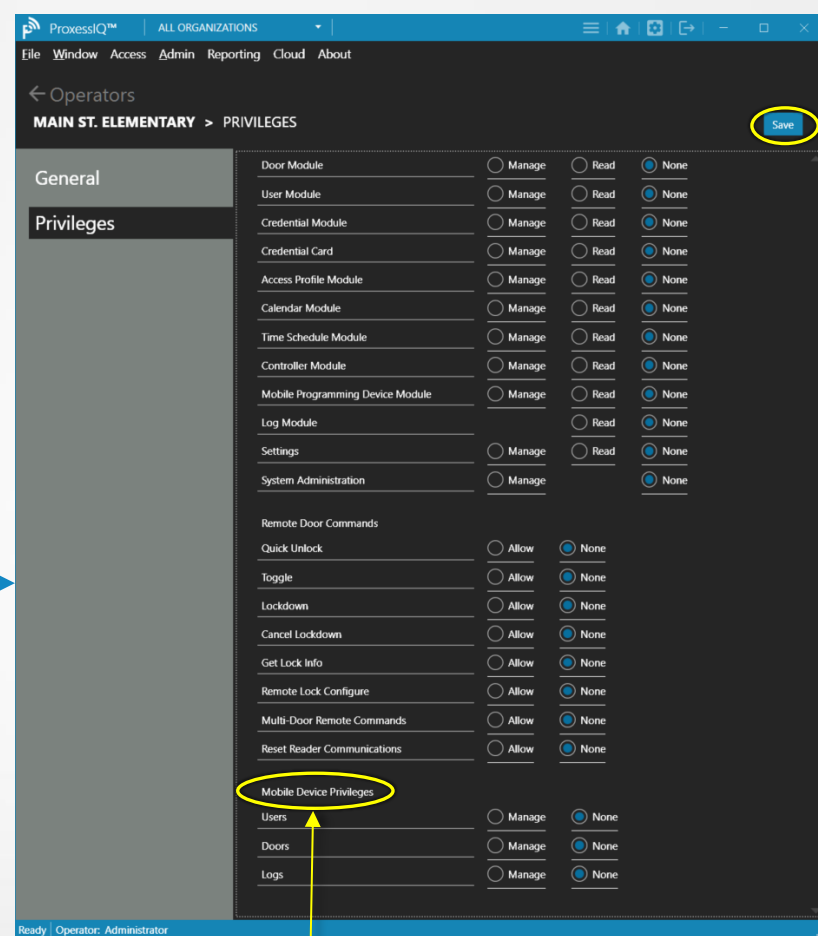 ProxessIQ™ ALL ORGANIZATIONS
File Window Access Admin Reporting Cloud About
Operators
MAIN ST. ELEMENTARY > PRIVILEGES
Save
General
Privileges
Door Module Manage Read None
User Module Manage Read None
Credential Module Manage Read None
Credential Card Manage Read None
Access Profile Module Manage Read None
Calendar Module Manage Read None
Time Schedule Module Manage Read None
Controller Module Manage Read None
Mobile Programming Device Module Manage Read None
Log Module Read None
Settings Manage Read None
System Administration Manage None
Remote Door Commands
Quick Unlock Allow None
Toggle Allow None
Lockdown Allow None
Cancel Lockdown Allow None
Get Lock Info Allow None
Remote Lock Configure Allow None
Multi-Door Remote Commands Allow None
Reset Reader Communications Allow None
Mobile Device Privileges
Users Manage None
Doors Manage None
Logs Manage None
Ready Operator: Administrator